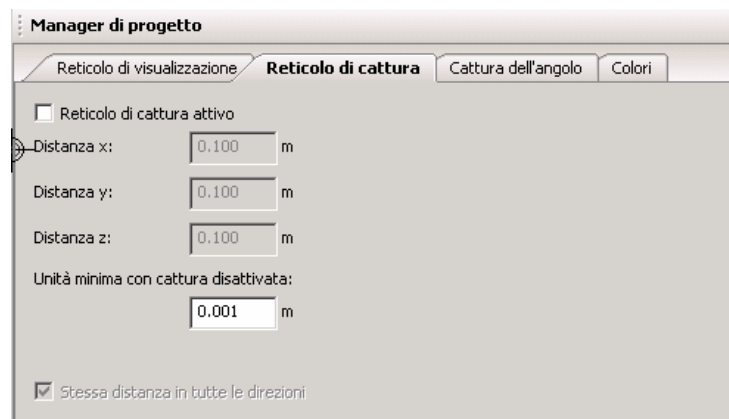 Manager di progetto
Reticolo di visualizzazione Reticolo di cattura Cattura dell'angolo Colori
Reticolo di cattura attivo
Distanza x: 0.100 m
Distanza y: 0.100 m
Distanza z: 0.100 m
Unità minima con cattura disattivata:
0.001 m
Stessa distanza in tutte le direzioni